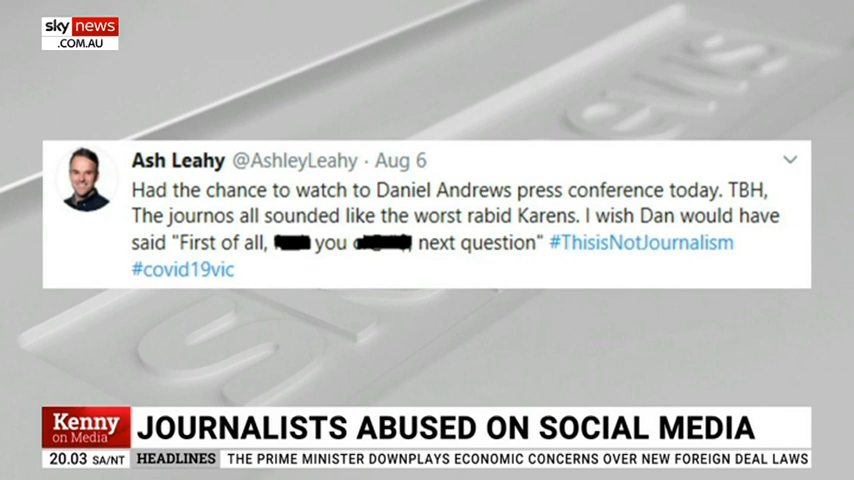 sky news
.COM.AU
Ash Leahy @AshleyLeahy · Aug 6
Had the chance to watch to Daniel Andrews press conference today. TBH,
The journos all sounded like the worst rabid Karens. I wish Dan would have
said "First of all, you next question" #ThisisNotJournalism
#covid19vic
Kenny
on Media
JOURNALISTS ABUSED ON SOCIAL MEDIA
20.03 SA/NT HEADLINES THE PRIME MINISTER DOWNPLAYS ECONOMIC CONCERNS OVER NEW FOREIGN DEAL LAWS